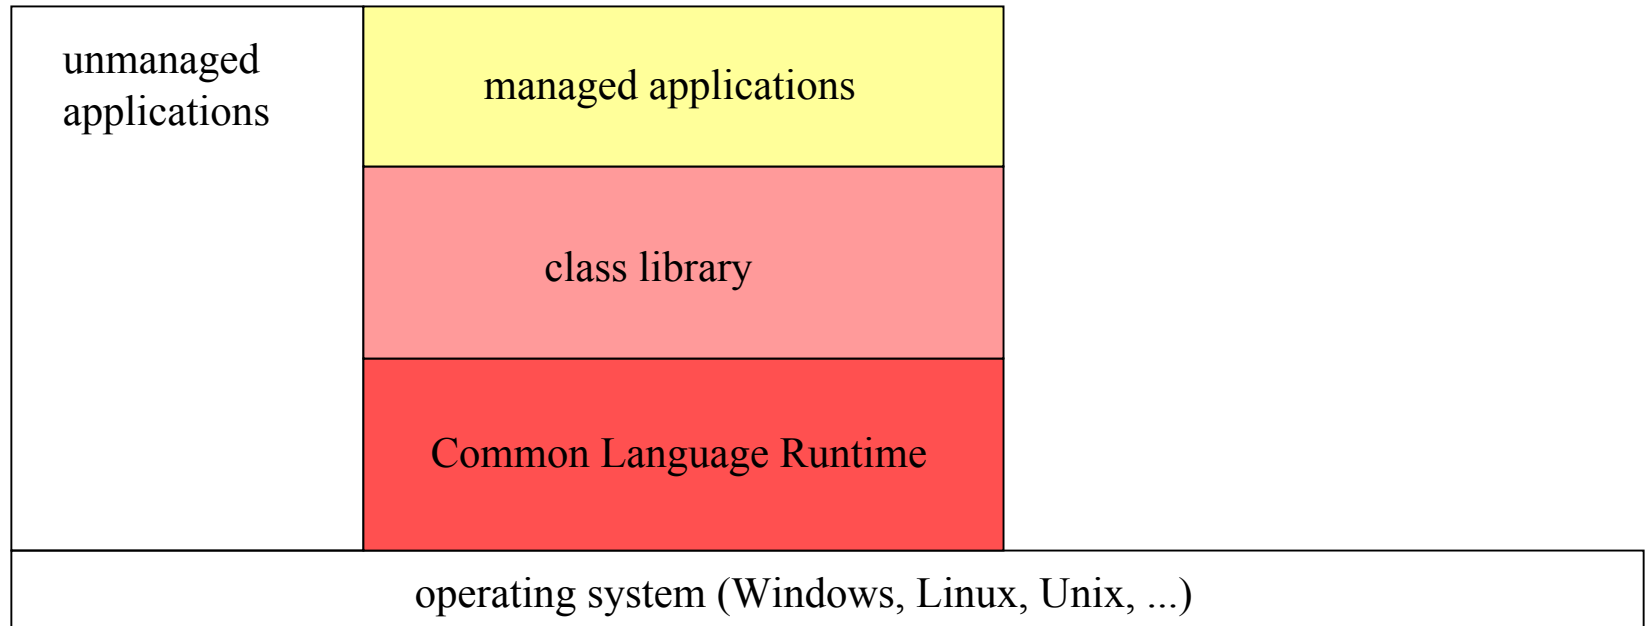 unmanaged
applications
managed applications
class library
Common Language Runtime
operating system (Windows, Linux, Unix, ...)